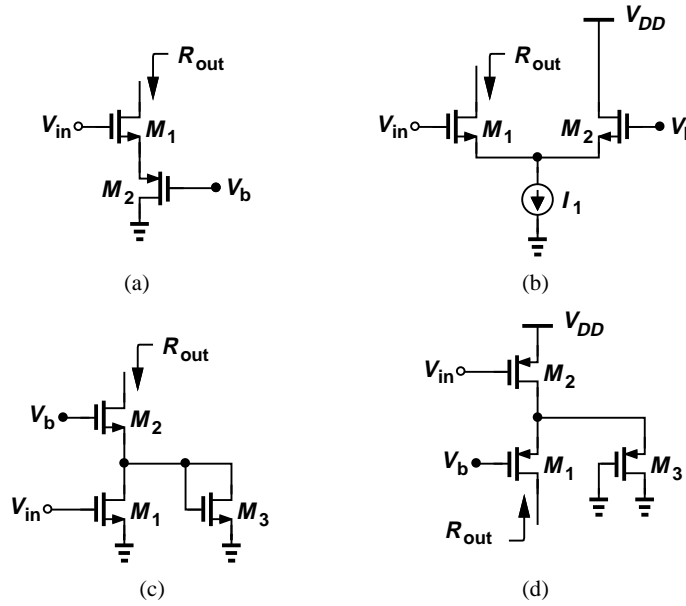 R_out
V_in
M_1
M_2
V_b
(a)
V_DD
R_out
V_in
M_1
M_2
I_1
(b)
R_out
V_b
M_2
V_in
M_1
M_3
(c)
V_DD
V_in
M_2
V_b
M_1
M_3
R_out
(d)